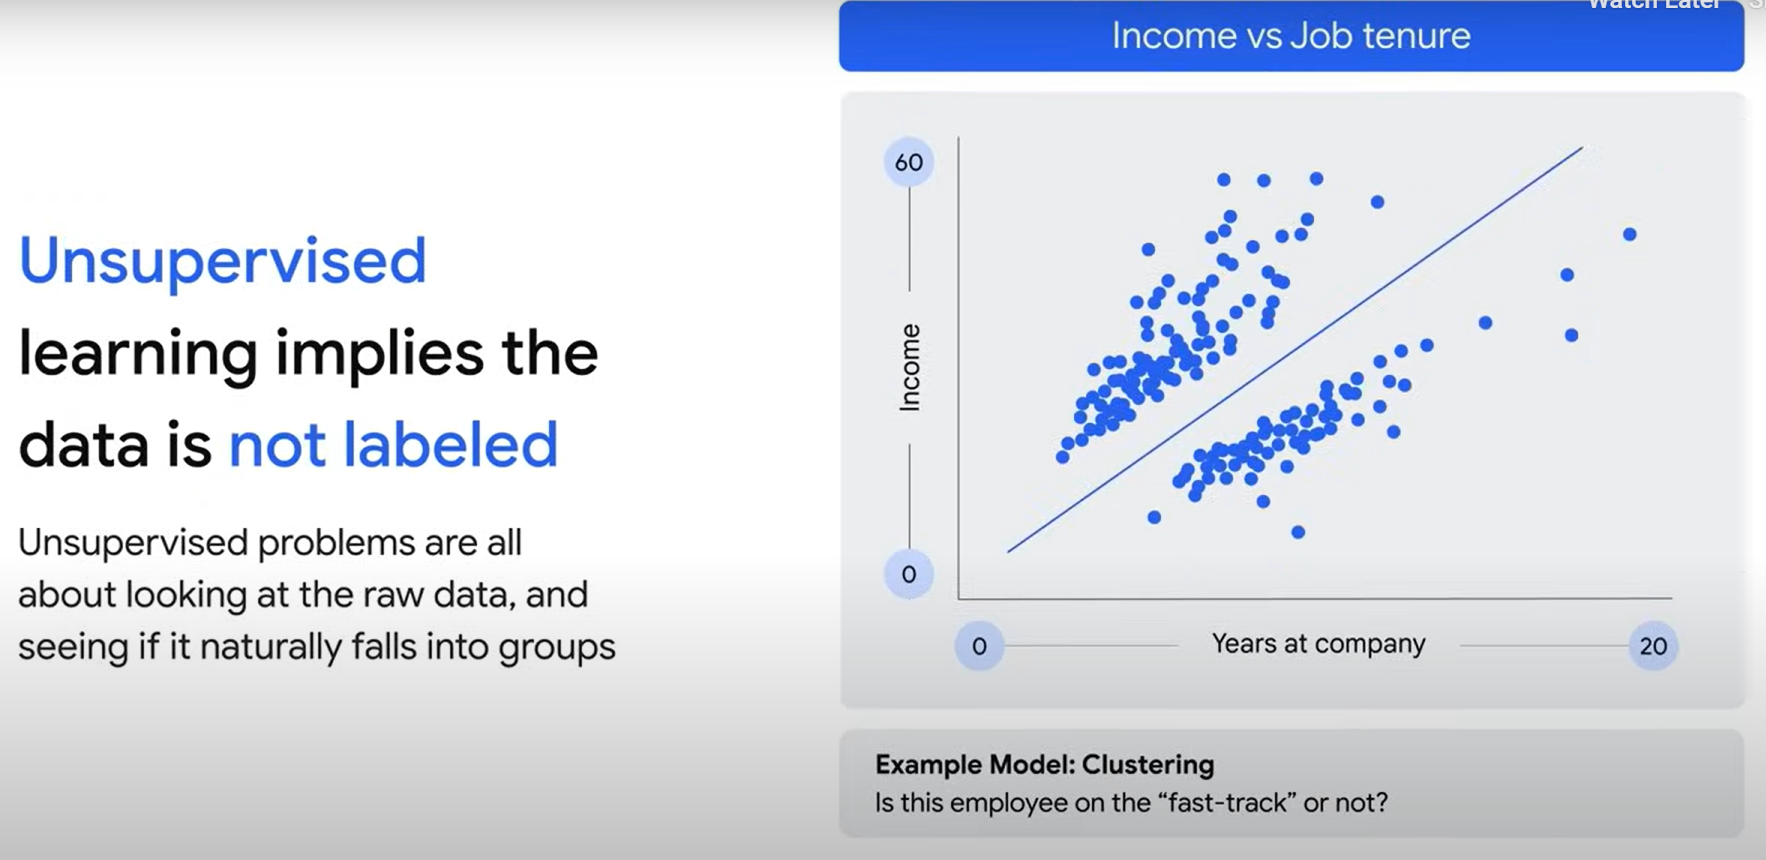 Watch Later
Income vs Job tenure
Unsupervised
learning implies the
data is not labeled
Unsupervised problems are all
about looking at the raw data, and
seeing if it naturally falls into groups
60
Income
0
0
Years at company
20
Example Model: Clustering
Is this employee on the “fast-track” or not?